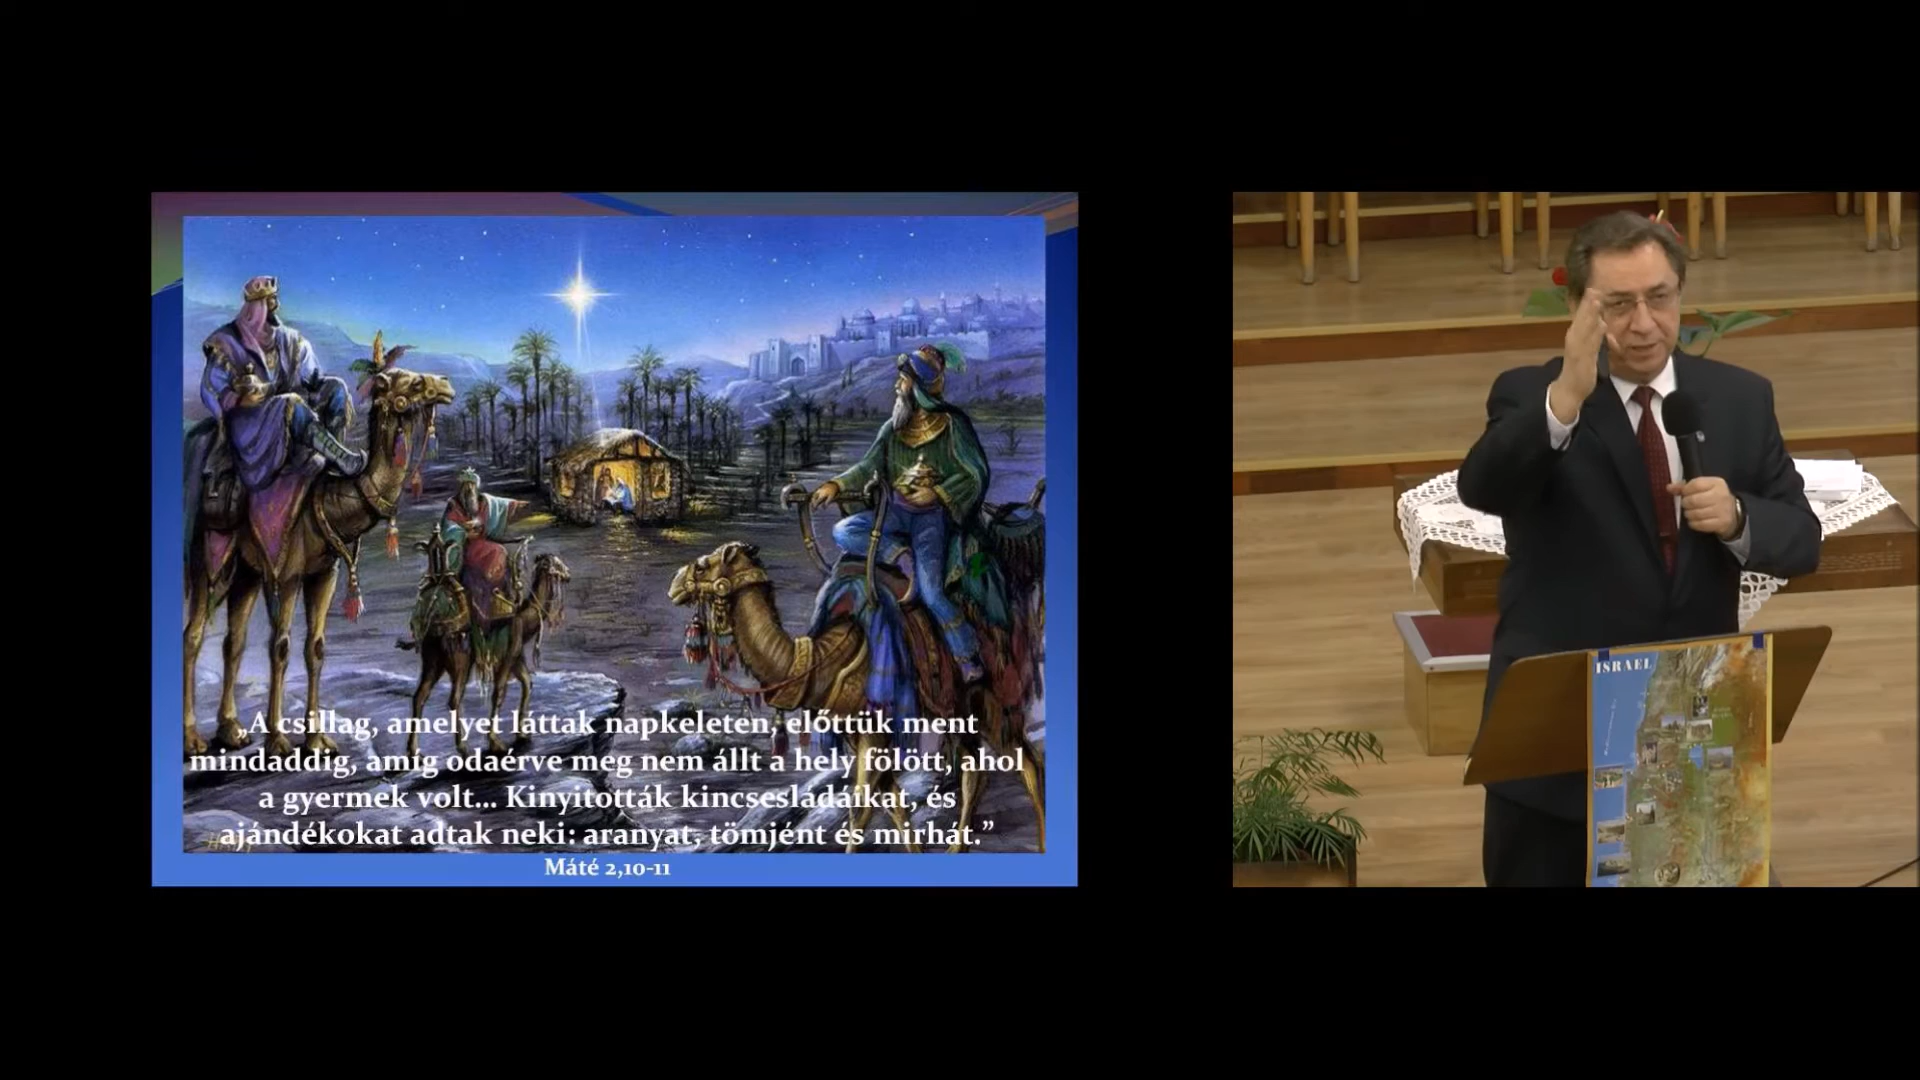 „A csillag, amelyet láttak napkeleten, előttük ment
mindaddig, amíg odaérve meg nem állt a hely fölött, ahol
a gyermek volt... Kinyitották kincsesládáikat, és
ajándékokat adtak neki: aranyat, tömjént és mirhát.”
Máté 2,10-11
ISRAEL